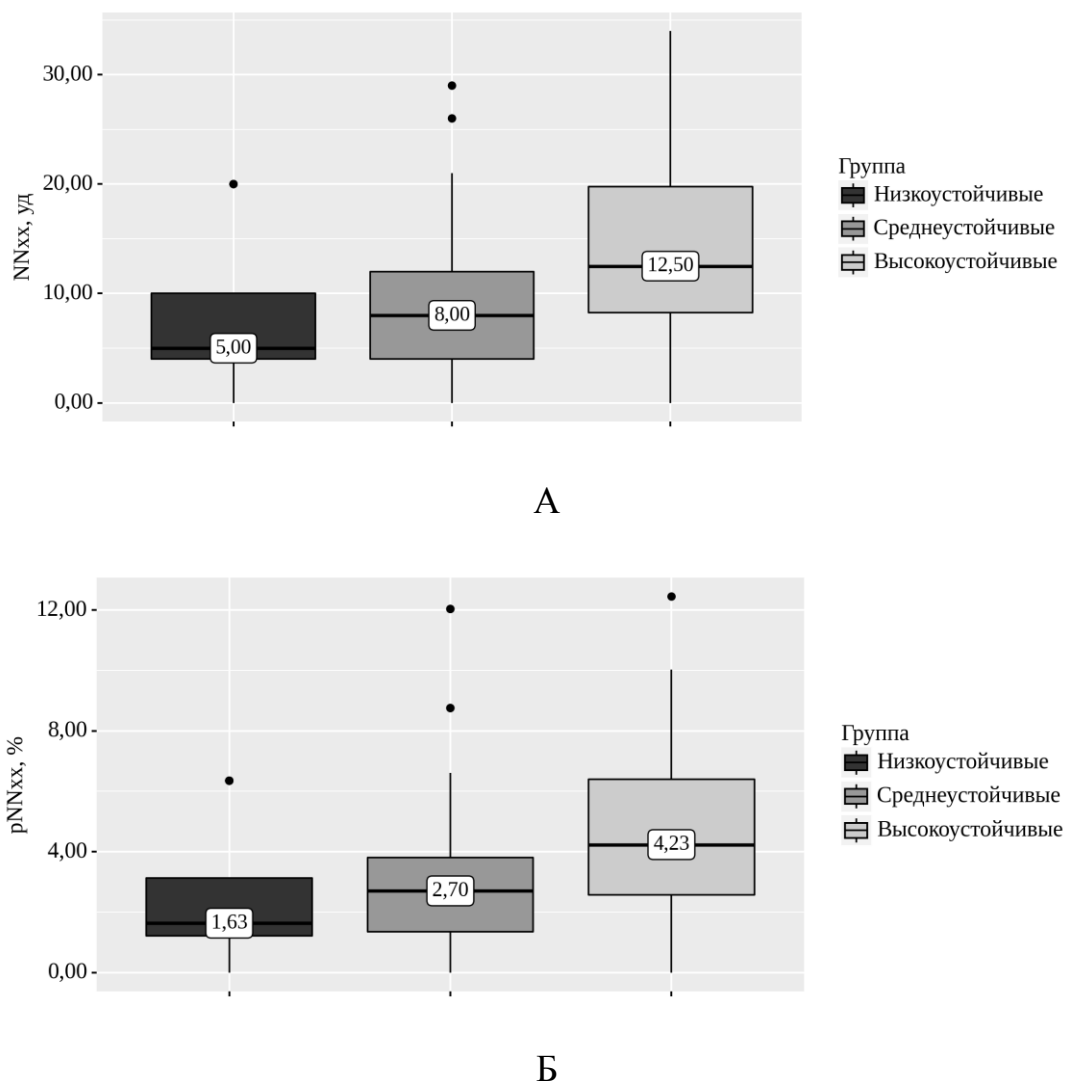 30,00
20,00
10,00
0,00
NNxx, уд
5,00
8,00
12,50
Группа
Низкоустойчивые
Среднеустойчивые
Высокоустойчивые
А
12,00
8,00
4,00
0,00
pNNxx, %
1,63
2,70
4,23
Группа
Низкоустойчивые
Среднеустойчивые
Высокоустойчивые
Б